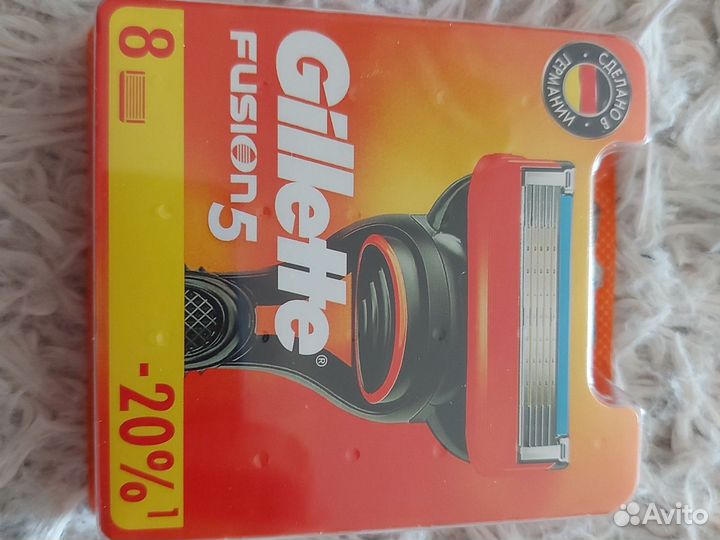 Gillette®
FUSION5
8
-20%¹
СДЕЛАНО В
ГЕРМАНИИ
Avito